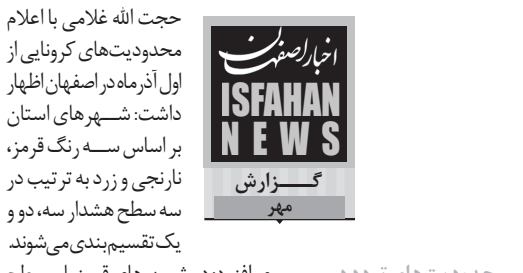 اخبار اصفهان
ISFAHAN
NEWS
گـــزارش
مهر
حجت الله غلامی با اعلام
محدودیت‌های کرونایی از
اول آذرماه در اصفهان اظهار
داشت: شـــهرهای استان
بر اساس ســـه رنگ قرمز،
نارنجی و زرد به ترتیب در
سه سطح هشدار سه، دو و
یک تقسیم‌بندی می‌شوند.